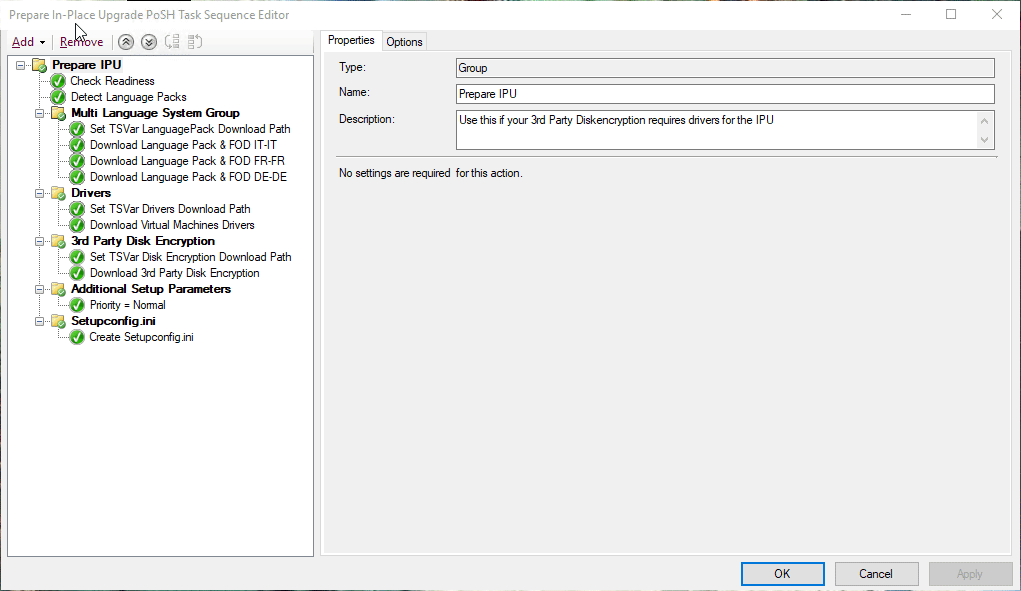 Prepare In-Place Upgrade PoSH Task Sequence Editor
Add Remove
Prepare IPU
Check Readiness
Detect Language Packs
Multi Language System Group
Set TSVar LanguagePack Download Path
Download Language Pack & FOD IT-IT
Download Language Pack & FOD FR-FR
Download Language Pack & FOD DE-DE
Drivers
Set TSVar Drivers Download Path
Download Virtual Machines Drivers
3rd Party Disk Encryption
Set TSVar Disk Encryption Download Path
Download 3rd Party Disk Encryption
Additional Setup Parameters
Priority = Normal
Setupconfig.ini
Create Setupconfig.ini
Properties Options
Type: Group
Name: Prepare IPU
Description: Use this if your 3rd Party Diskencryption requires drivers for the IPU
No settings are required for this action.
OK Cancel Apply